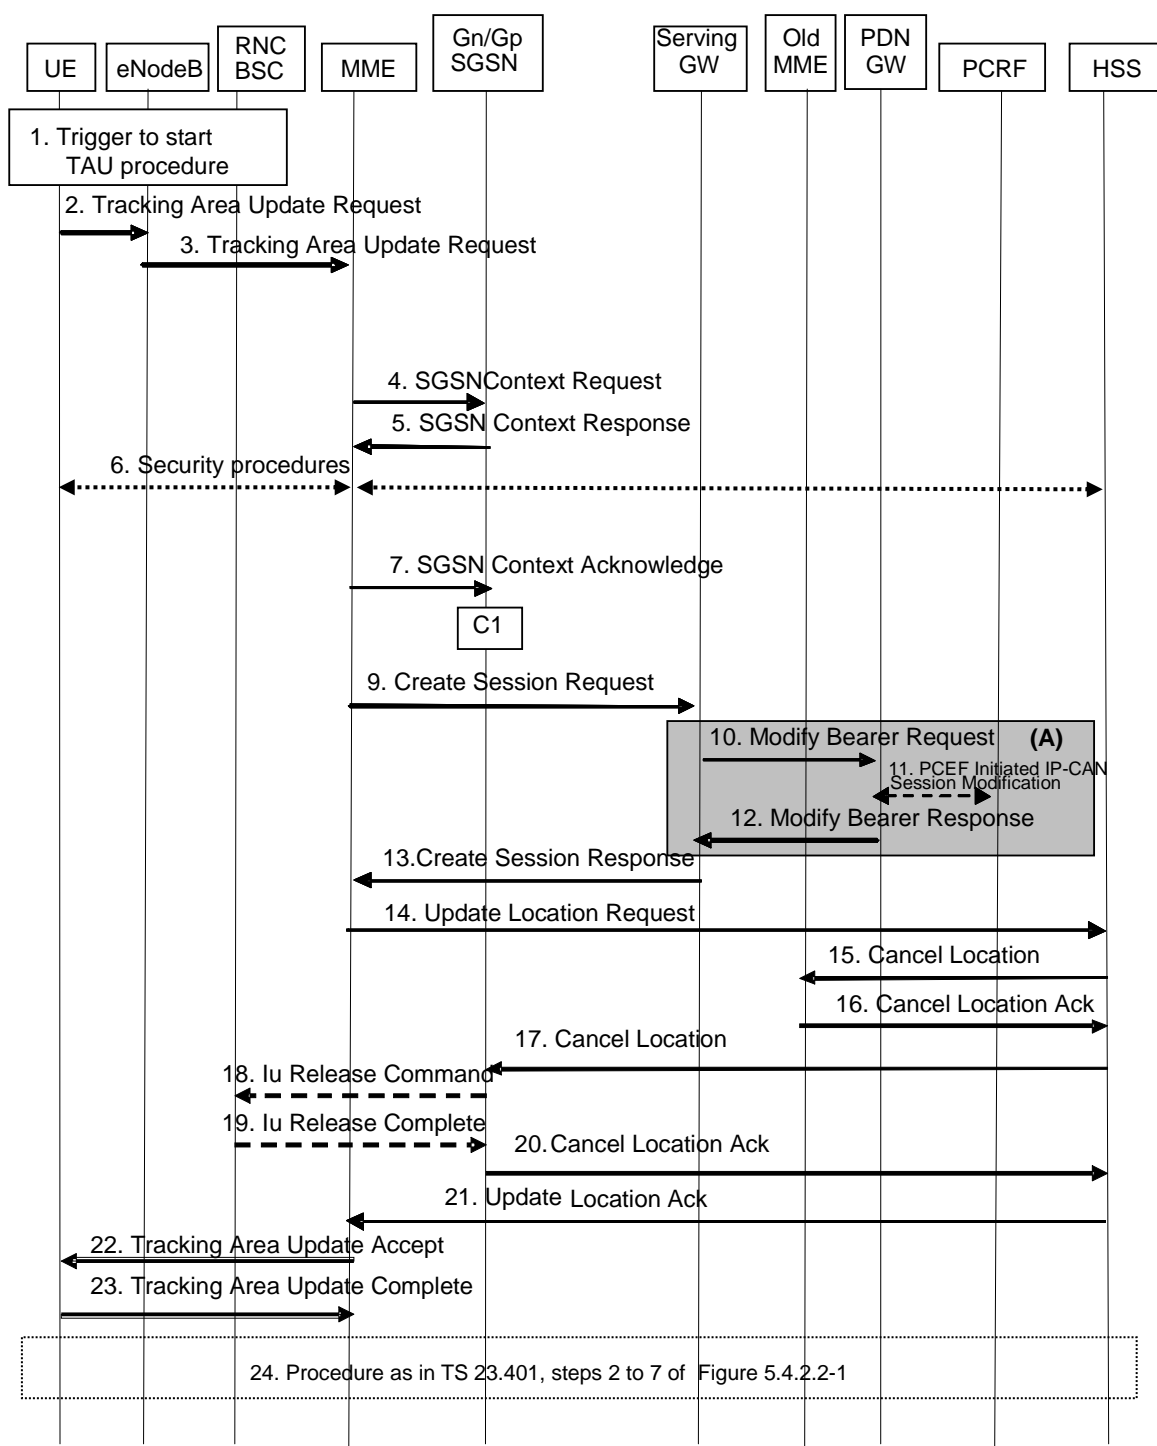 UE
eNodeB
RNC
BSC
MME
Gn/Gp
SGSN
Serving
GW
Old
MME
PDN
GW
PCRF
HSS
1. Trigger to start
TAU procedure
2. Tracking Area Update Request
3. Tracking Area Update Request
4. SGSNContext Request
5. SGSN Context Response
6. Security procedures
7. SGSN Context Acknowledge
C1
9. Create Session Request
10. Modify Bearer Request (A)
11. PCEF Initiated IP-CAN
Session Modification
12. Modify Bearer Response
13.Create Session Response
14. Update Location Request
15. Cancel Location
16. Cancel Location Ack
17. Cancel Location
18. Iu Release Command
19. Iu Release Complete
20. Cancel Location Ack
21. Update Location Ack
22. Tracking Area Update Accept
23. Tracking Area Update Complete
24. Procedure as in TS 23.401, steps 2 to 7 of Figure 5.4.2.2-1